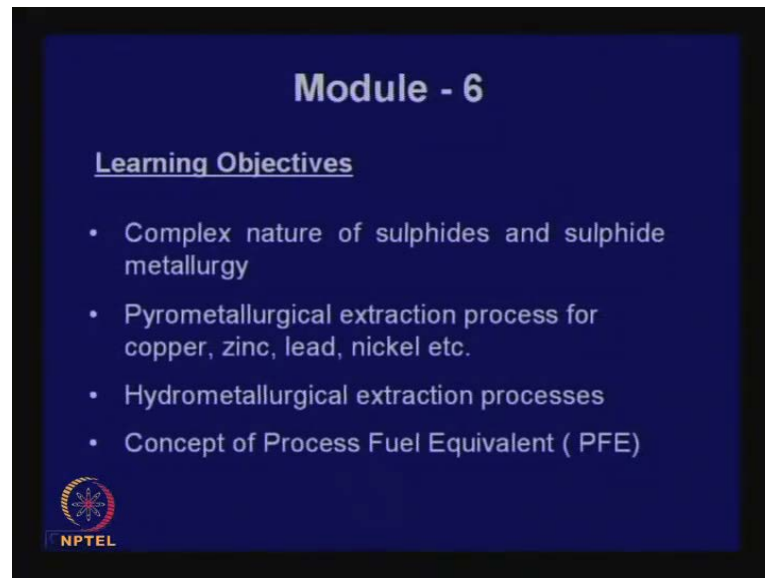 Module - 6
Learning Objectives
• Complex nature of sulphides and sulphide
metallurgy
• Pyrometallurgical extraction process for
copper, zinc, lead, nickel etc.
• Hydrometallurgical extraction processes
• Concept of Process Fuel Equivalent ( PFE)
NPTEL